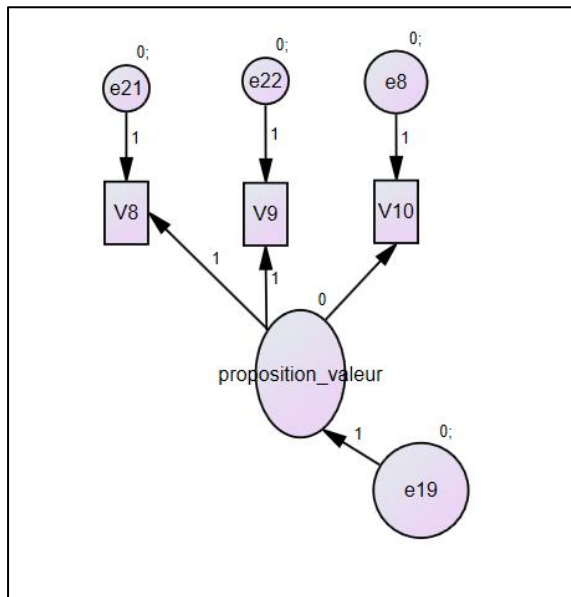 0;
0;
0;
e21
e22
e8
1
1
1
V8
V9
V10
1
1
0
proposition_valeur
1
0;
e19